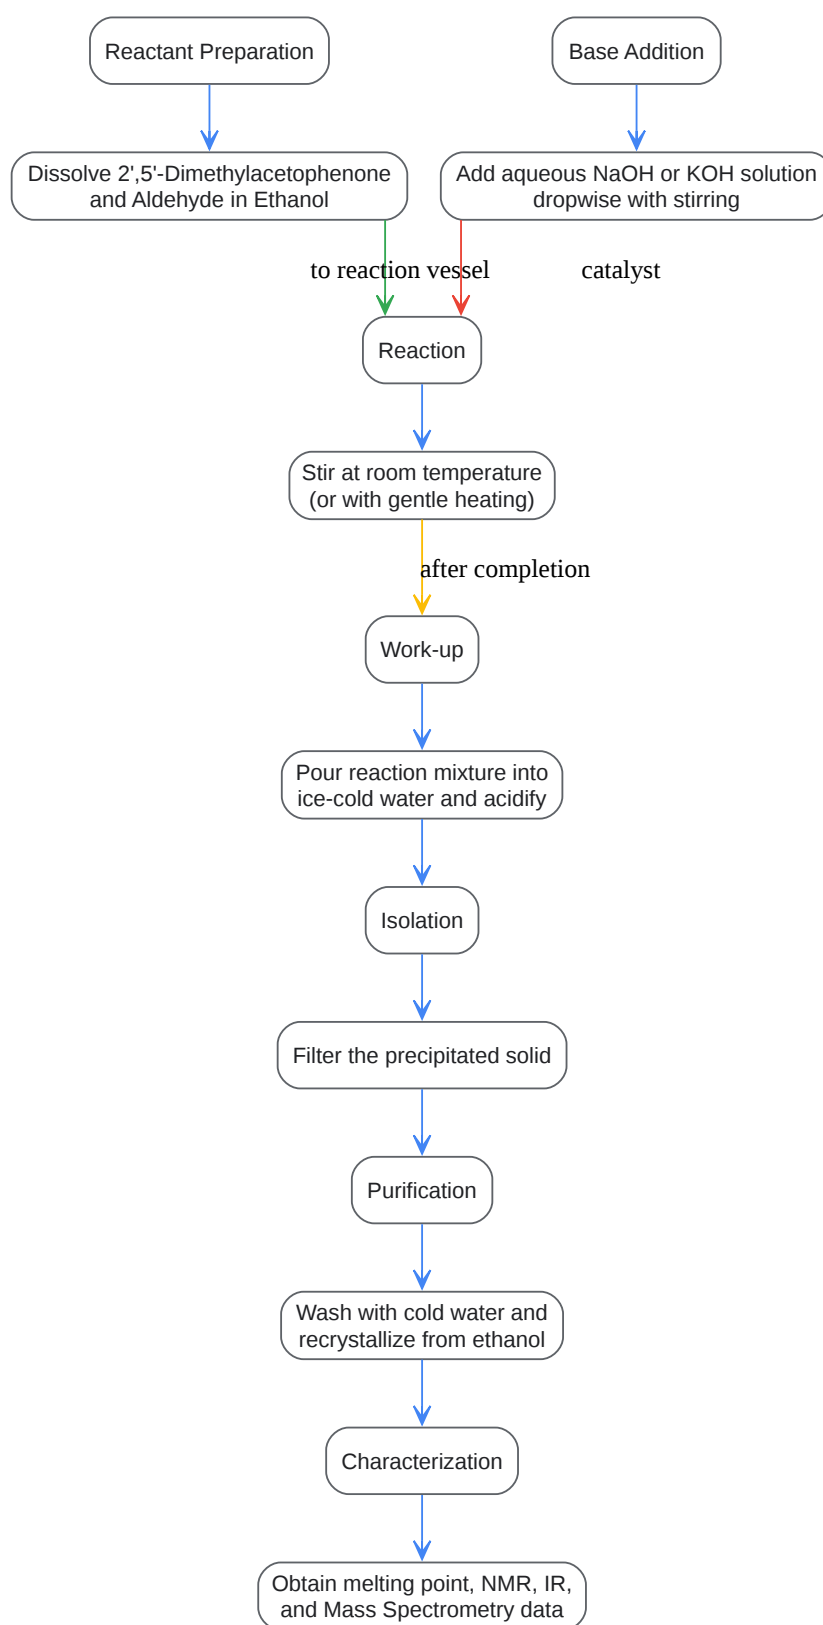 Reactant Preparation
Base Addition
Dissolve 2',5'-Dimethylacetophenone
and Aldehyde in Ethanol
Add aqueous NaOH or KOH solution
dropwise with stirring
to reaction vessel
catalyst
Reaction
Stir at room temperature
(or with gentle heating)
after completion
Work-up
Pour reaction mixture into
ice-cold water and acidify
Isolation
Filter the precipitated solid
Purification
Wash with cold water and
recrystallize from ethanol
Characterization
Obtain melting point, NMR, IR,
and Mass Spectrometry data